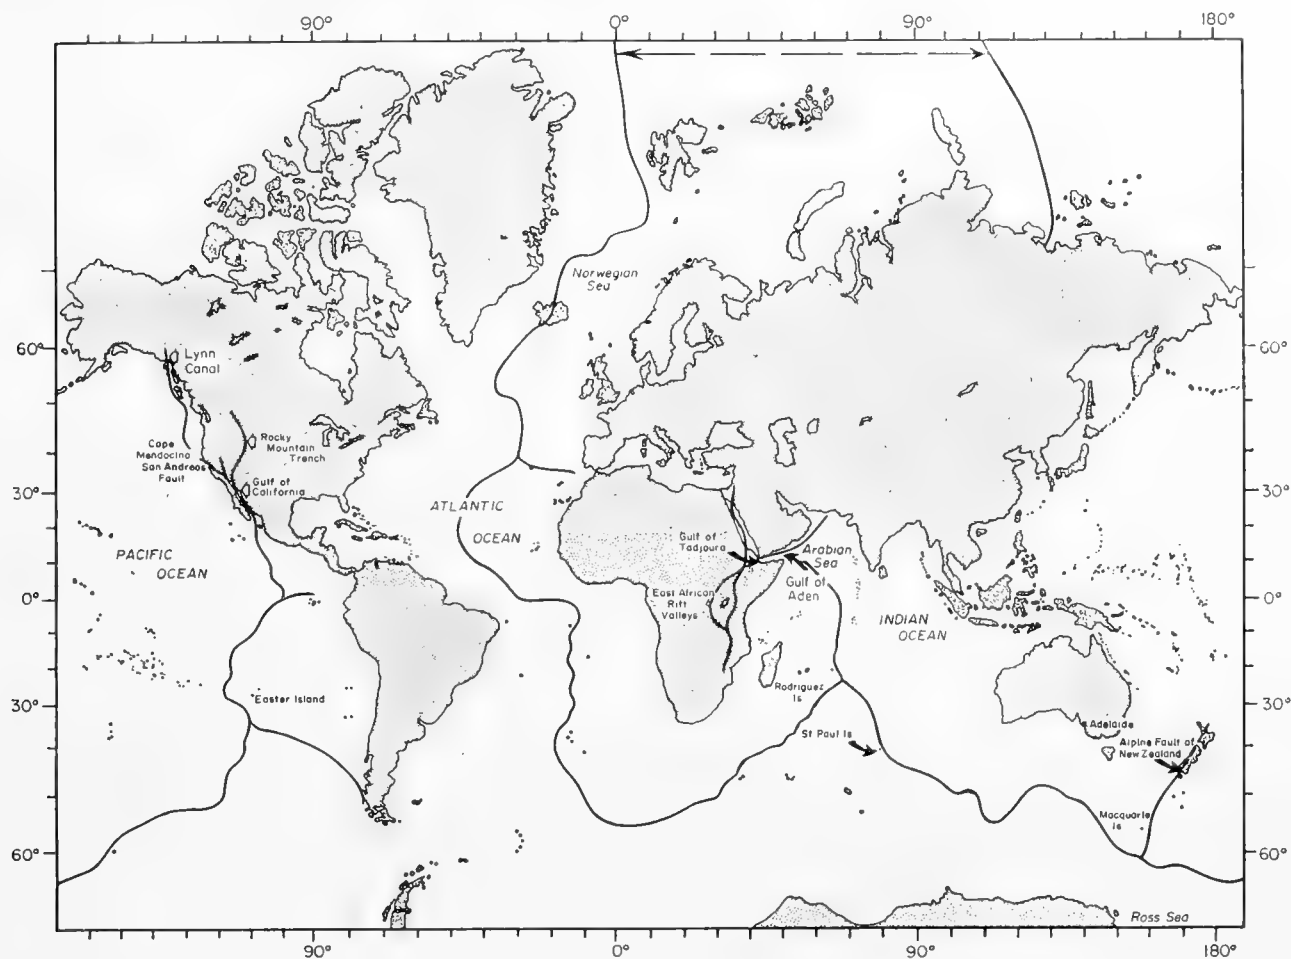 90°
0°
90°
180°
Norwegian
Sea
60°
60°
Lynn
Canal
Cape
Mendocino
San Andreas
Fault
Rocky
Mountain
Trench
Gulf of
California
30°
30°
ATLANTIC
OCEAN
PACIFIC
OCEAN
Gulf of
Tadjoura
Arabian
Sea
Gulf of
Aden
East African
Rift
Valleys
0°
0°
INDIAN
OCEAN
Easter Island
Rodriguez
Is
30°
30°
St Paul Is
Adelaide
Alpine Fault of
New Zealand
Macquarie
Is
60°
60°
Ross Sea
90°
0°
90°
180°